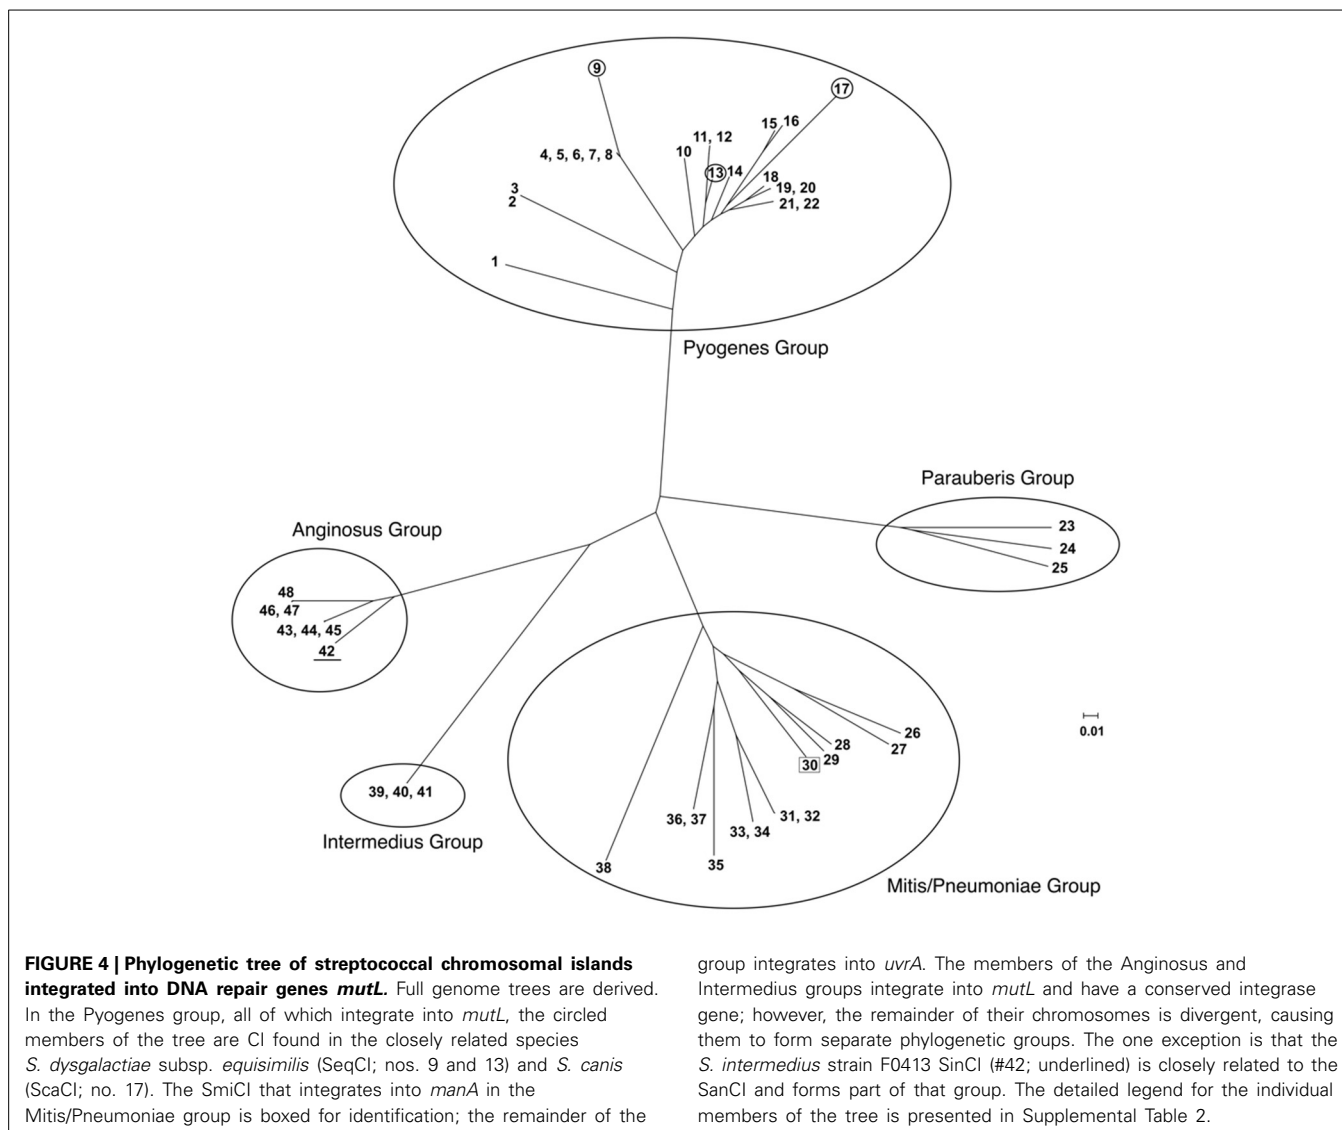 9
17
15 16
11, 12
10
4, 5, 6, 7, 8
13
14
18
19, 20
21, 22
3
2
1
Pyogenes Group
Parauberis Group
23
24
25
Anginosus Group
48
46, 47
43, 44, 45
42
0.01
26
27
28
29
30
39, 40, 41
31, 32
36, 37
33, 34
35
38
Intermedius Group
Mitis/Pneumoniae Group
FIGURE 4 | Phylogenetic tree of streptococcal chromosomal islands
integrated into DNA repair genes mutL. Full genome trees are derived.
In the Pyogenes group, all of which integrate into mutL, the circled
members of the tree are CI found in the closely related species
S. dysgalactiae subsp. equisimilis (SeqCI; nos. 9 and 13) and S. canis
(ScaCI; no. 17). The SmiCI that integrates into manA in the
Mitis/Pneumoniae group is boxed for identification; the remainder of the
group integrates into uvrA. The members of the Anginosus and
Intermedius groups integrate into mutL and have a conserved integrase
gene; however, the remainder of their chromosomes is divergent, causing
them to form separate phylogenetic groups. The one exception is that the
S. intermedius strain F0413 SinCI (#42; underlined) is closely related to the
SanCI and forms part of that group. The detailed legend for the individual
members of the tree is presented in Supplemental Table 2.